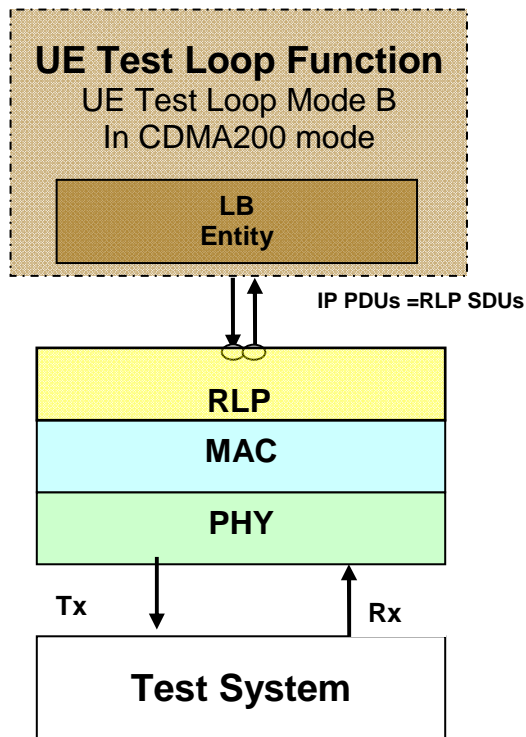 UE Test Loop Function
UE Test Loop Mode B
In CDMA200 mode
LB
Entity
IP PDUs =RLP SDUs
RLP
MAC
PHY
Tx
Rx
Test System